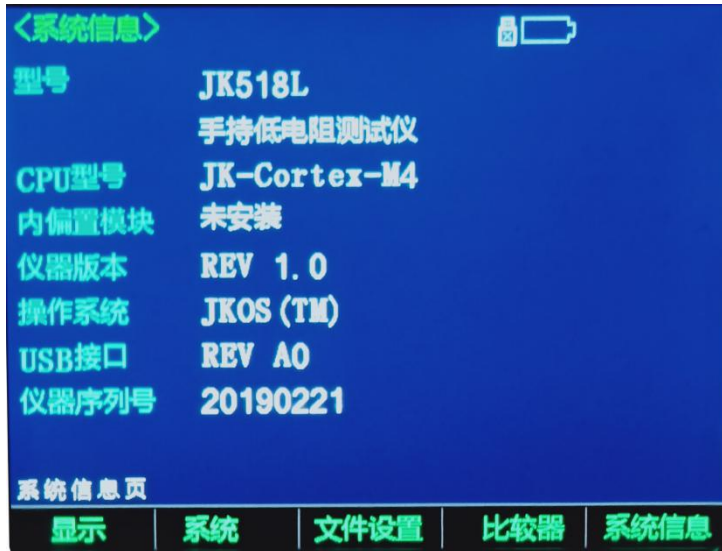 <系统信息>
型号 JK518L
手持低电阻测试仪
CPU型号 JK-Cortex-M4
内偏置模块 未安装
仪器版本 REV 1.0
操作系统 JKOS(TM)
USB接口 REV A0
仪器序列号 20190221
系统信息页
显示 系统 文件设置 比较器 系统信息